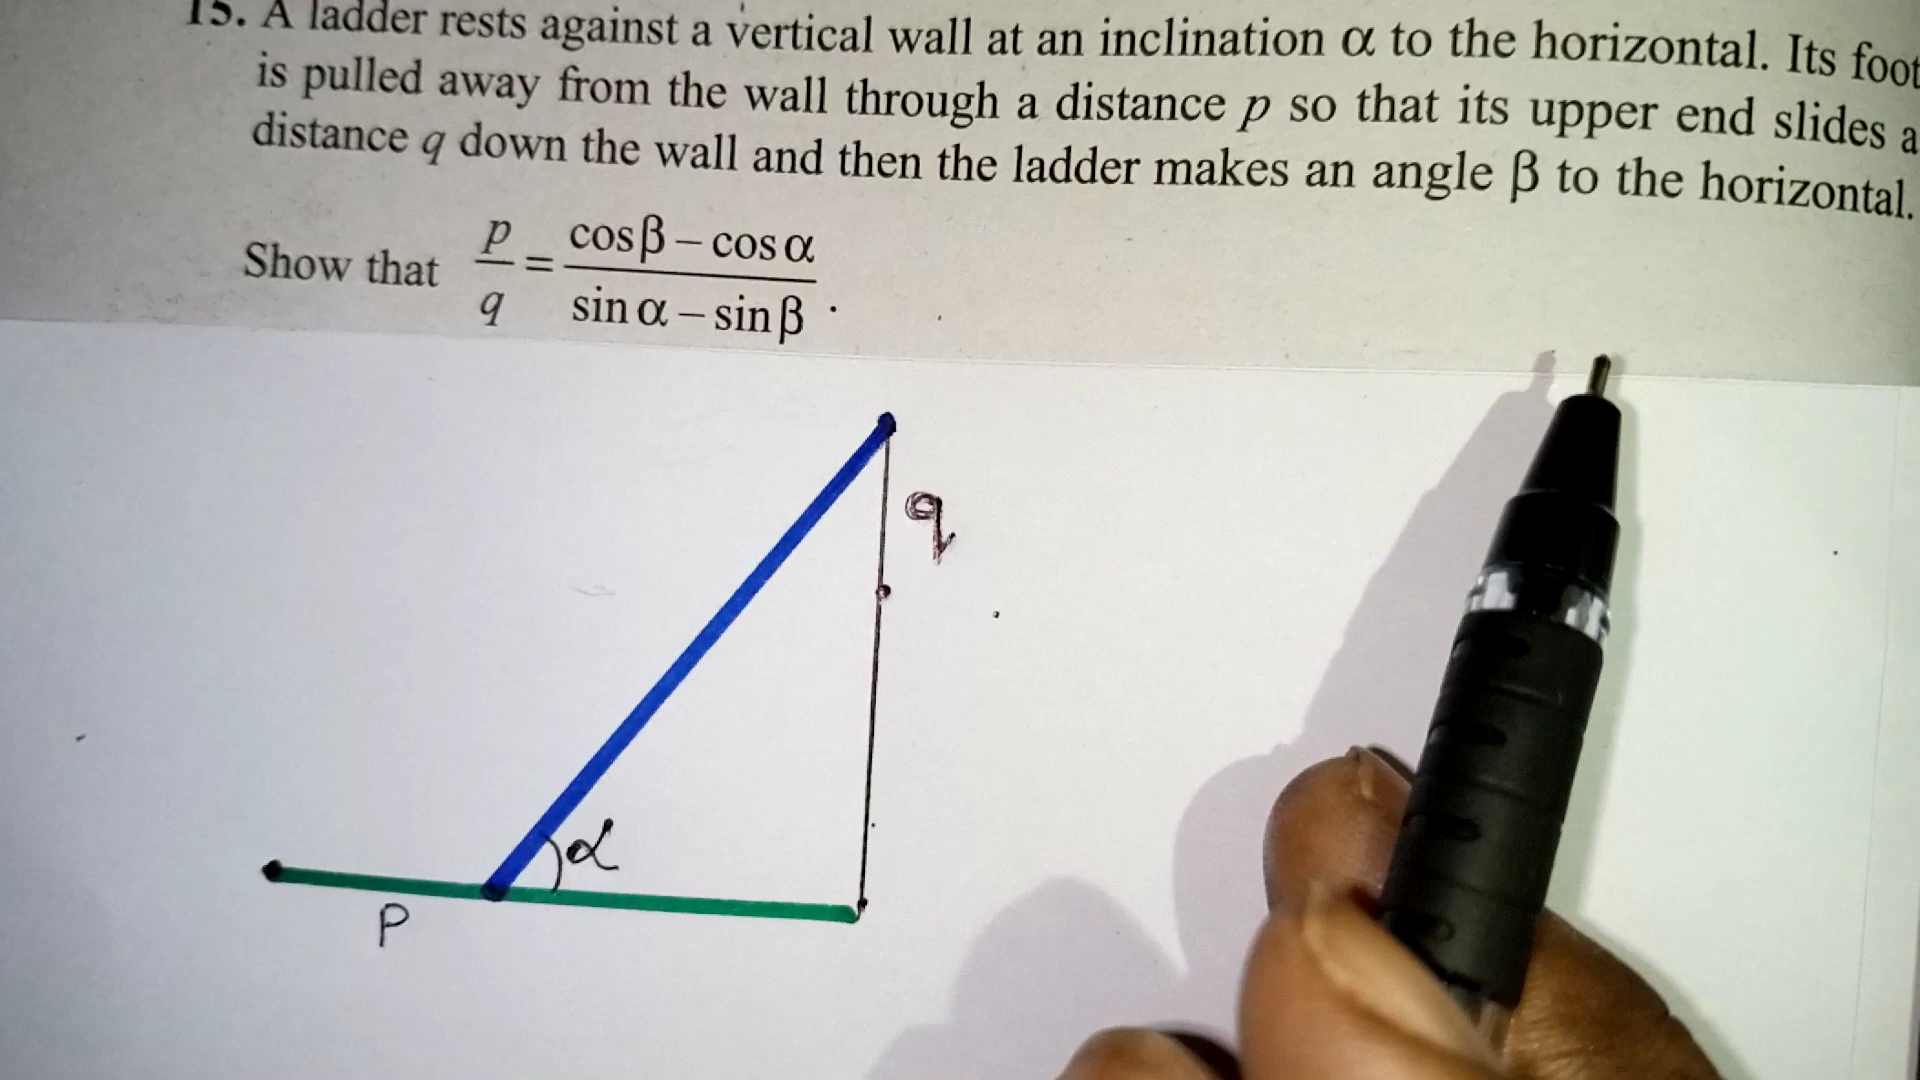 15. A ladder rests against a vertical wall at an inclination α to the horizontal. Its foot
is pulled away from the wall through a distance p so that its upper end slides a
distance q down the wall and then the ladder makes an angle β to the horizontal.
Show that p/q = (cos β – cos α)/(sin α – sin β).
q
α
P